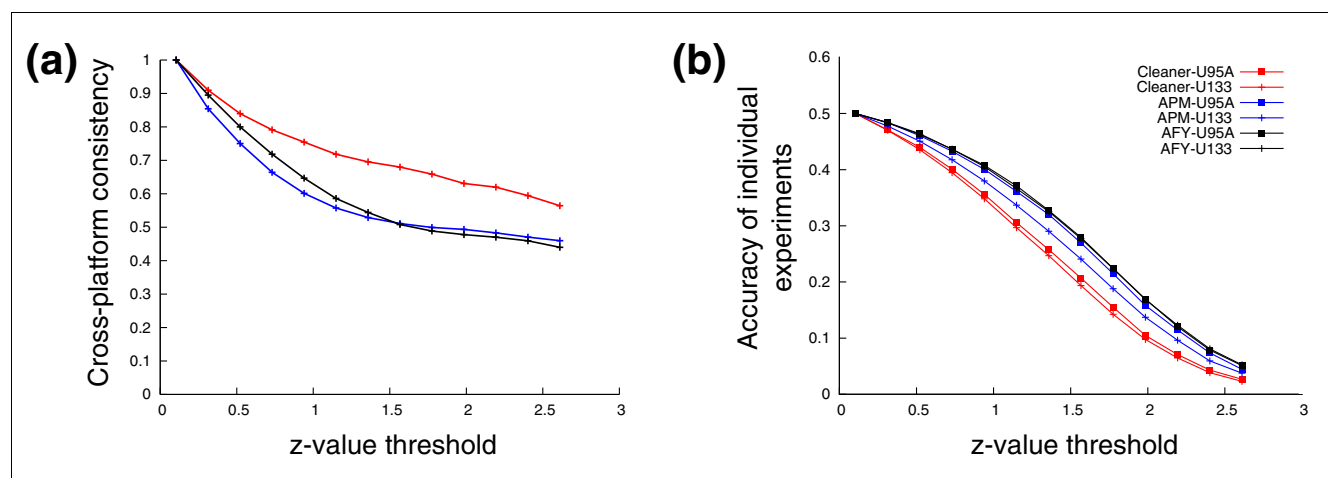 (a)
Cross-platform consistency
1
0.9
0.8
0.7
0.6
0.5
0.4
0.3
0.2
0.1
0
0 0.5 1 1.5 2 2.5 3
z-value threshold
(b)
Accuracy of individual
experiments
0.6
0.5
0.4
0.3
0.2
0.1
0
0 0.5 1 1.5 2 2.5 3
z-value threshold
Cleaner-U95A
Cleaner-U133
APM-U95A
APM-U133
AFY-U95A
AFY-U133